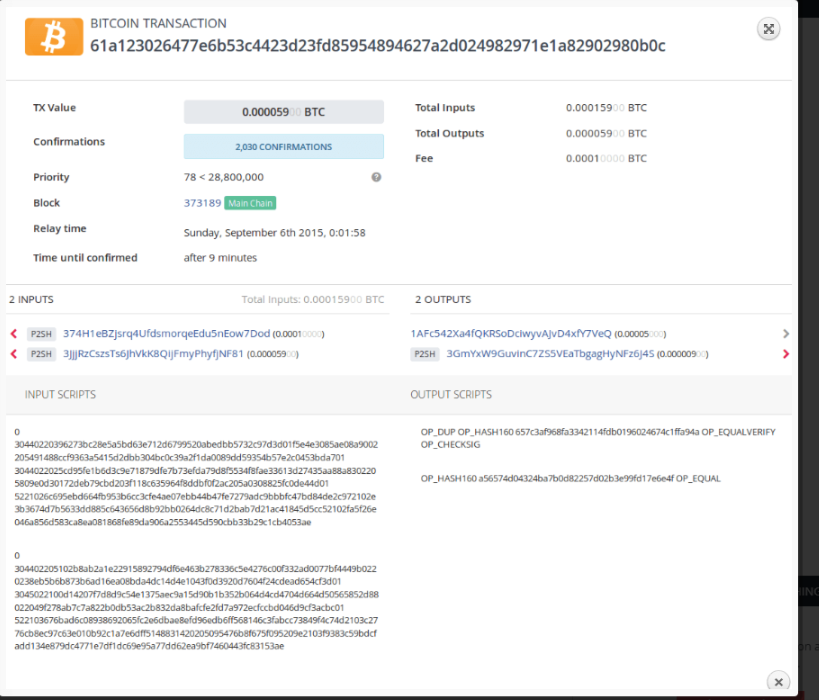 BITCOIN TRANSACTION
61a123026477e6b53c4423d23fd85954894627a2d024982971e1a82902980b0c
TX Value 0.00005900 BTC
Confirmations 2,030 CONFIRMATIONS
Priority 78 < 28,800,000
Block 373189 Main Chain
Relay time Sunday, September 6th 2015, 0:01:58
Time until confirmed after 9 minutes
Total Inputs 0.00015900 BTC
Total Outputs 0.00005900 BTC
Fee 0.00010000 BTC
2 INPUTS Total Inputs: 0.00015900 BTC
P2SH 374H1eBZJsrq4UfdsmorqeEdu5nEow7Dod (0.00010000)
P2SH 3JjjRzCszsTs6JhVkK8QijFmyPhyfjNF81 (0.00005900)
2 OUTPUTS
1AFc542Xa4fQKRSoDciwyvAJvD4xfY7VeQ (0.00005000)
P2SH 3GmYxW9GuvinC7ZS5VEaTbgagHyNFz6J4S (0.00000900)
INPUT SCRIPTS
0
30440220396273bc28e5a5bd63e712d6799520abedbb5732c97d3d01f5e4e3085ae08a9002
205491488ccf9363a5415d2dbb304bc0c39a2f1da0089dd59354b57e2c0453bda701
3044022025cd95fe1b6d3c9e71879dfe7b73efda79d8f5534f8fae33613d27435aa88a830220
5809e0d30172deb79cbd203f118c635964f8ddbf0f2ac205a0308825fc0de44d01
5221026c695ebd664fb953b6cc3cfe4ae07ebb44b47fe7279adc9bbbfc47bd84de2c972102e
3b3674d7b5633dd885c643656d8b92bb0264dc8c71d2bab7d21ac41845d5cc52102fa5f26e
046a856d583ca8ea081868fe89da906a2553445d590cbb33b29c1cb4053ae
0
304402205102b8ab2a1e22915892794df6e463b278336c5e4276c00f332ad0077bf4449b022
0238eb5b6b873b6ad16ea08bda4dc14d4e1043f0d3920d7604f24cdead654cf3d01
3045022100d14207f7d8d9c54e1375aec9a15d90b1b352b064d4cd4704d664d50565852d88
022049f278ab7c7a822b0db53ac2b832da8bafcfe2fd7a972ecfccbd046d9cf3acbc01
522103676bad6c08938692065fc2e6dbae8efd96edb6ff568146c3fabcc73849f4c74d2103c27
76cb8ec97c63e010b92c1a7e6dff5148831420205095476b8f675f095209e2103f9383c59bdcf
add134e879dc4771e7df1dc69e95a77dd62ea9bf7460443fc83153ae
OUTPUT SCRIPTS
OP_DUP OP_HASH160 657c3af968fa3342114fdb0196024674c1ffa94a OP_EQUALVERIFY
OP_CHECKSIG
OP_HASH160 a56574d04324ba7b0d82257d02b3e99fd17e6e4f OP_EQUAL